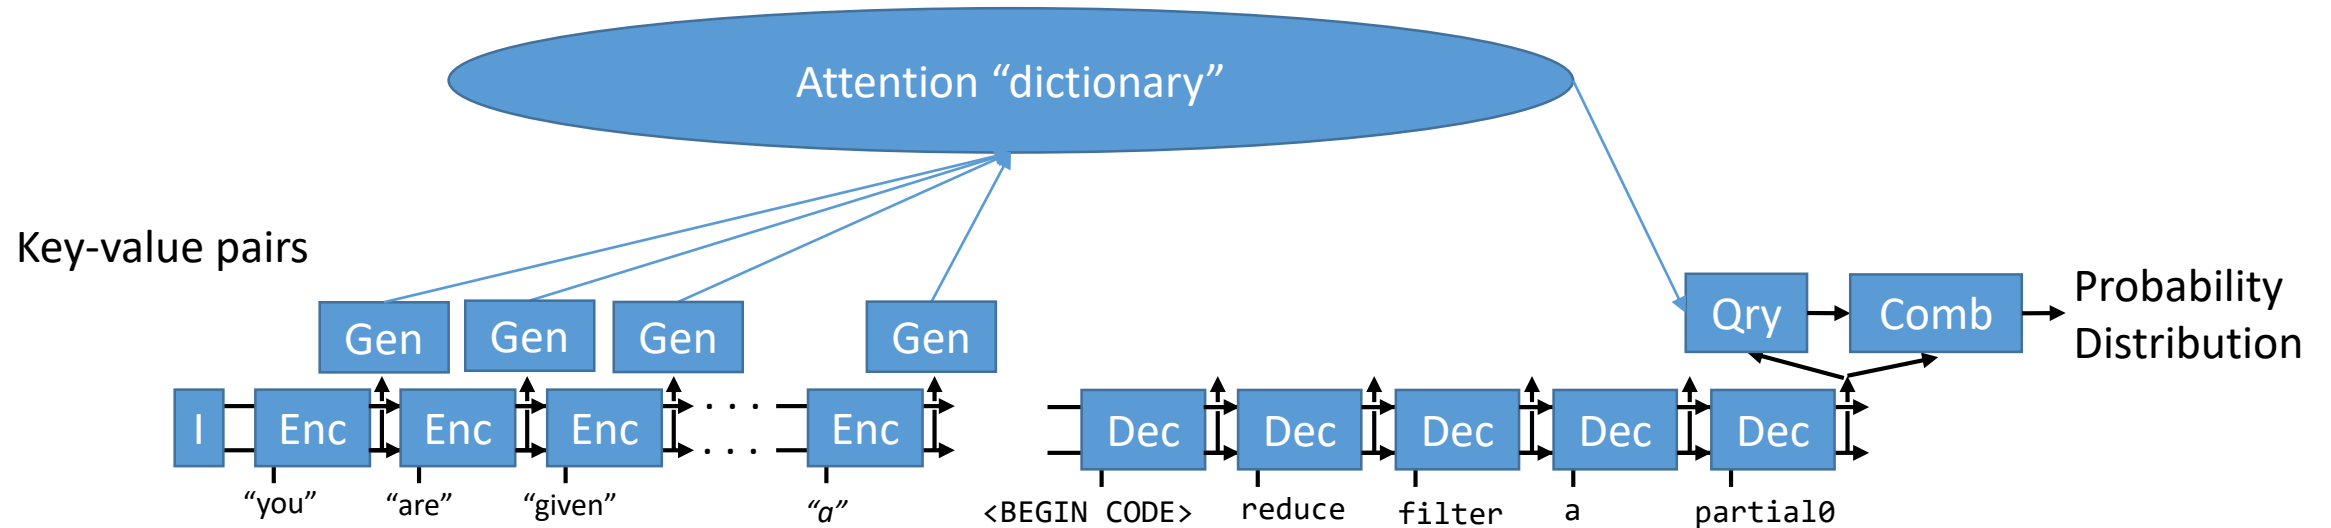 Attention “dictionary”
Key-value pairs
Gen
Gen
Gen
Gen
Qry
Comb
Probability
Distribution
I
Enc
Enc
Enc
. . .
. . .
Enc
Dec
Dec
Dec
Dec
Dec
“you”
“are”
“given”
“a”
<BEGIN CODE>
reduce
filter
a
partial0